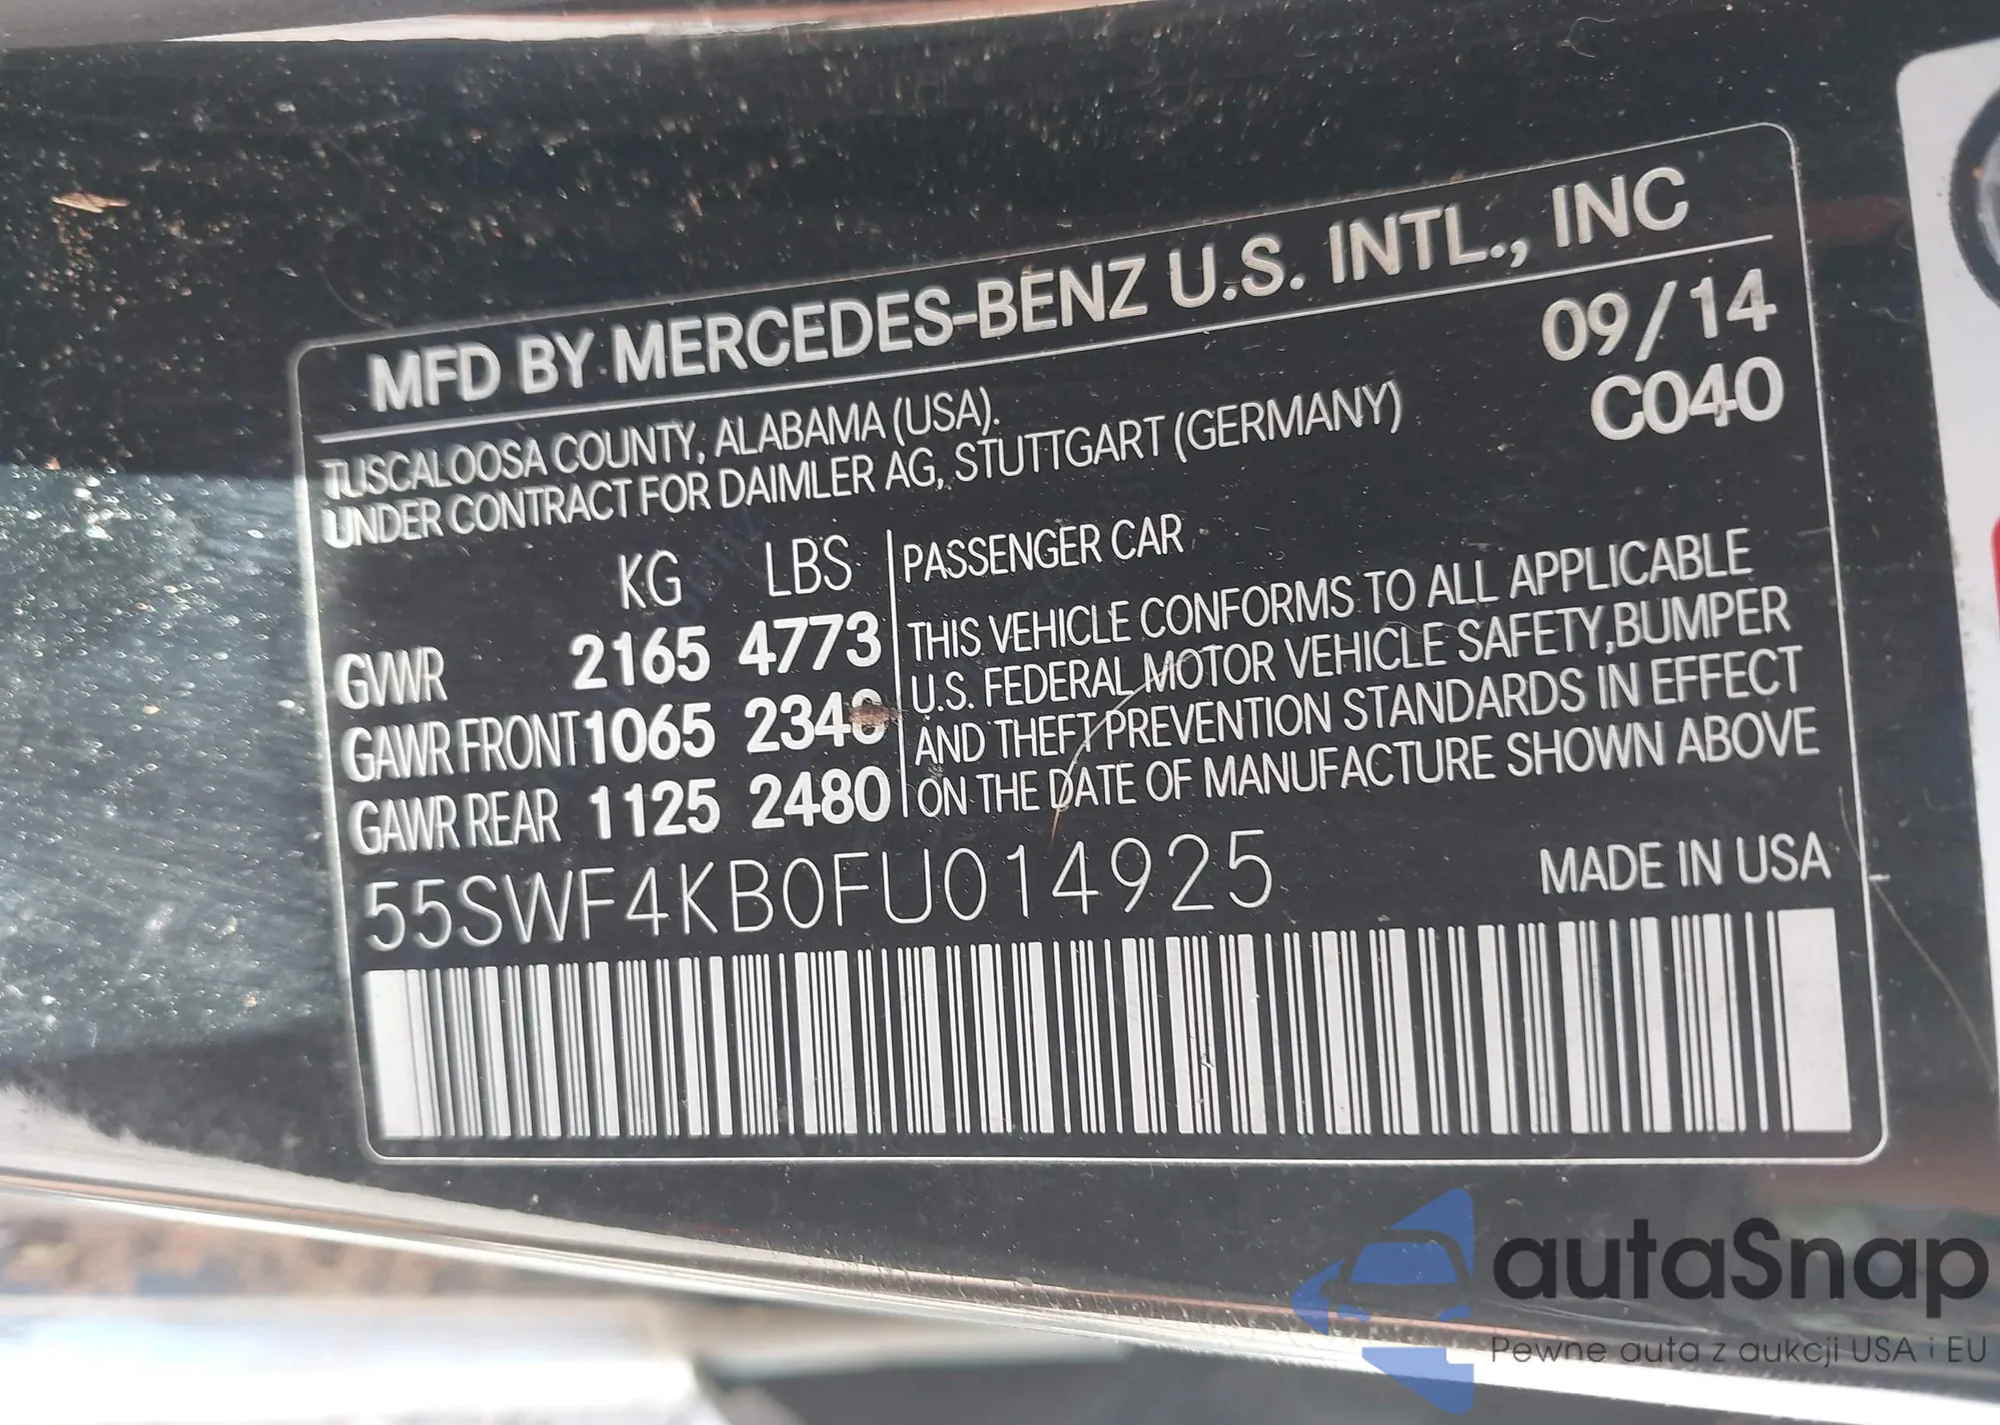 MFD BY MERCEDES-BENZ U.S. INTL., INC
TUSCALOOSA COUNTY, ALABAMA (USA).
UNDER CONTRACT FOR DAIMLER AG, STUTTGART (GERMANY)
09/14
C040
KG LBS
GVWR 2165 4773
GAWR FRONT 1065
GAWR REAR 1125 2480
PASSENGER CAR
THIS VEHICLE CONFORMS TO ALL APPLICABLE
U.S. FEDERAL MOTOR VEHICLE SAFETY,BUMPER
AND THEFT PREVENTION STANDARDS IN EFFECT
ON THE DATE OF MANUFACTURE SHOWN ABOVE
55SWF4KB0FU014925
MADE IN USA
autaSnap
Pewne auta z aukcji USA i EU